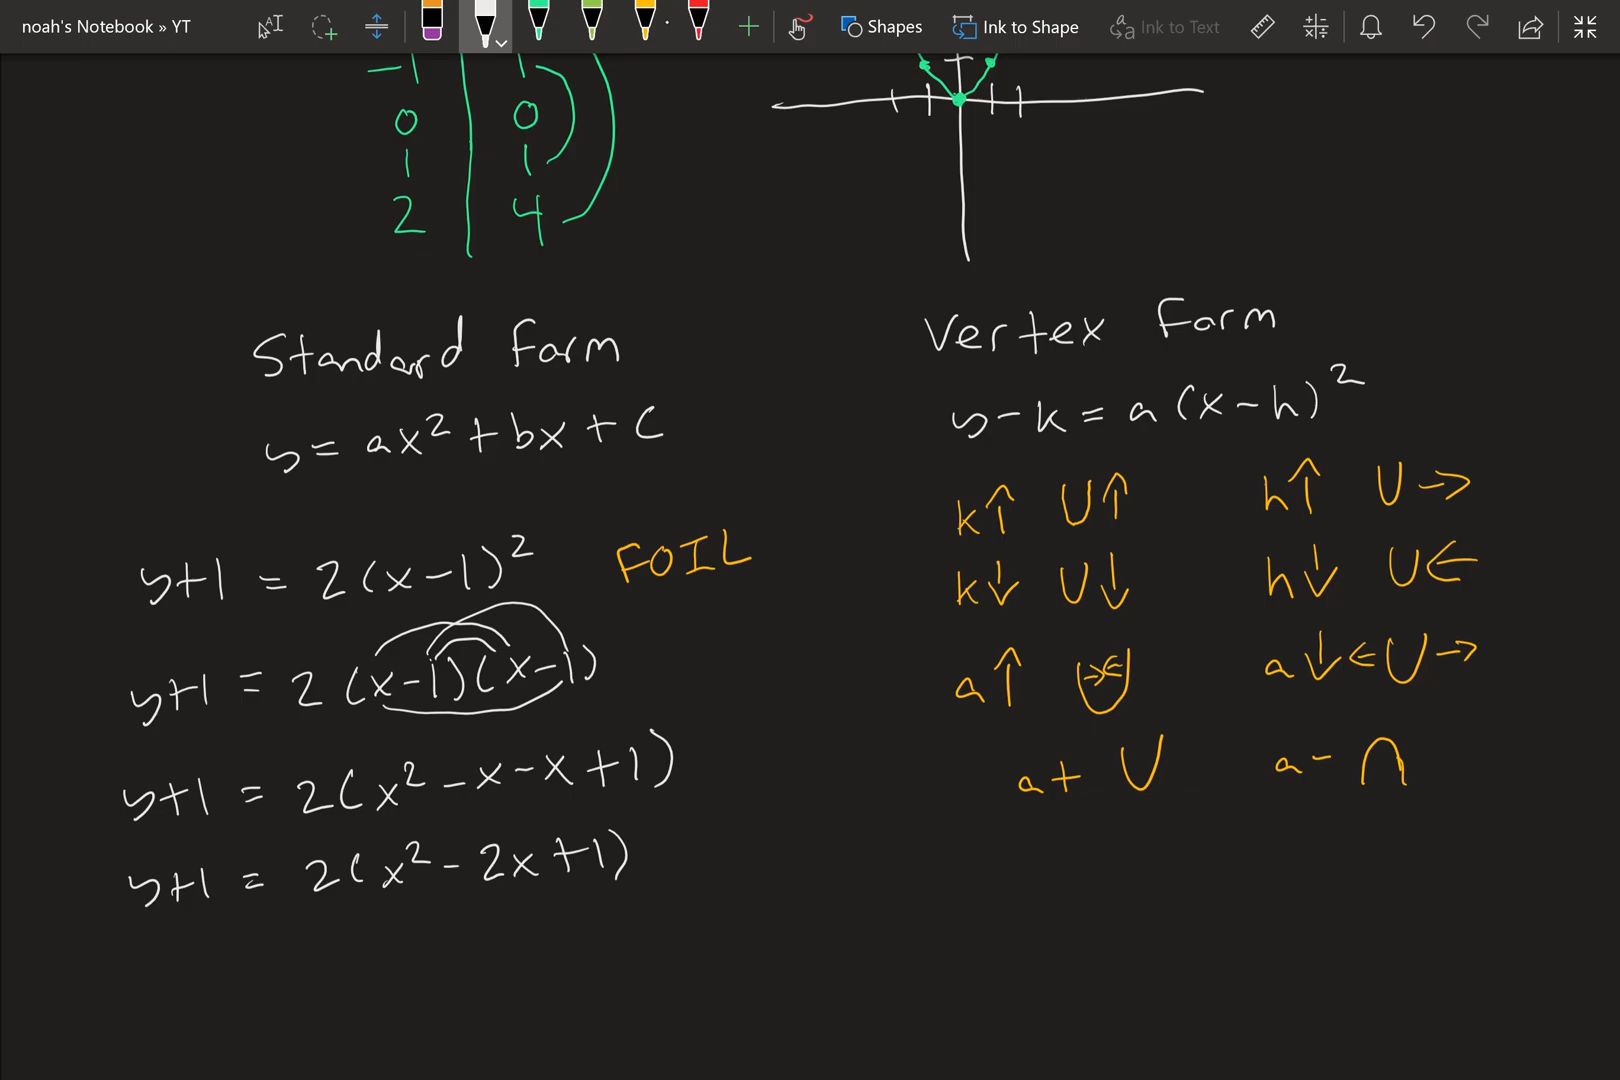 noah's Notebook » YT
Shapes
Ink to Shape
Ink to Text
-1 1
0 0
1 1
2 4
Standard Form
y = ax² + bx + c
y+1 = 2(x-1)² FOIL
y+1 = 2(x-1)(x-1)
y+1 = 2(x² - x - x + 1)
y+1 = 2(x² - 2x + 1)
Vertex Form
y - k = a(x-h)²
k↑ U↑ h↑ U→
k↓ U↓ h↓ U←
a↑ →U← a↓ ←U→
a+ U a- ∩